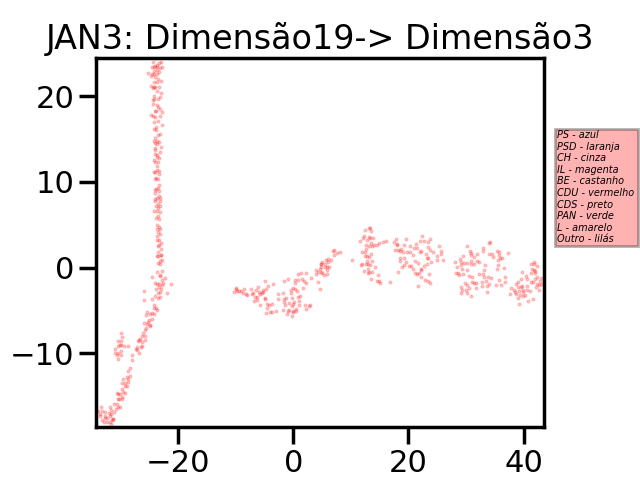 JAN3: Dimensão19-> Dimensão3
20
10
0
−10
−20
0
20
40
PS - azul
PSD - laranja
CH - cinza
IL - magenta
BE - castanho
CDU - vermelho
CDS - preto
PAN - verde
L - amarelo
Outro - lilás